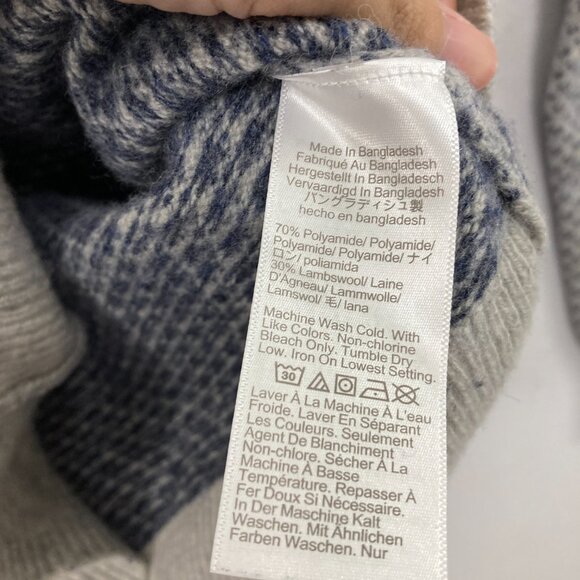 Made In Bangladesh
Fabriqué Au Bangladesh
Hergestellt In Bangladesch
Vervaardigd In Bangladesh
バングラディシュ製
hecho en bangladesh
70% Polyamide/ Polyamide/
Polyamide/ Polyamide/ ナイ
ロン/ poliamida
30% Lambswool/ Laine
D'Agneau/ Lammwolle/
Lamswol/ 毛/ lana
Machine Wash Cold. With
Like Colors. Non-chlorine
Bleach Only. Tumble Dry
Low. Iron On Lowest Setting.
30
Laver À La Machine À L'eau
Froide. Laver En Séparant
Les Couleurs. Seulement
Agent De Blanchiment
Non-chlore. Sécher À La
Machine À Basse
Température. Repasser À
Fer Doux Si Nécessaire.
In Der Maschine Kalt
Waschen. Mit Ähnlichen
Farben Waschen. Nur